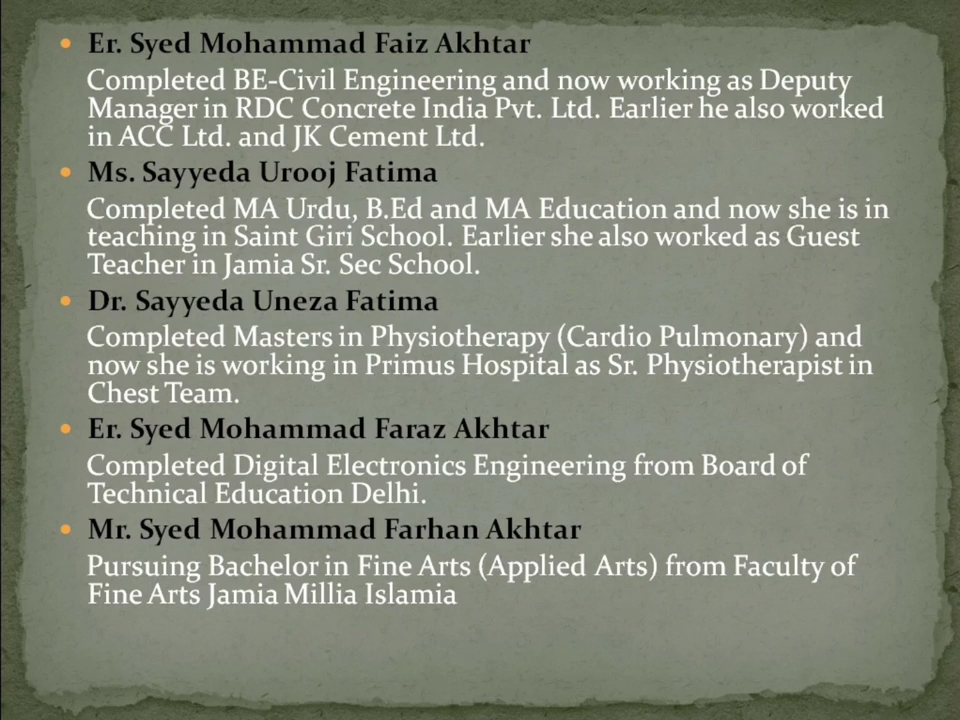 Er. Syed Mohammad Faiz Akhtar
Completed BE-Civil Engineering and now working as Deputy
Manager in RDC Concrete India Pvt. Ltd. Earlier he also worked
in ACC Ltd. and JK Cement Ltd.
Ms. Sayyeda Urooj Fatima
Completed MA Urdu, B.Ed and MA Education and now she is in
teaching in Saint Giri School. Earlier she also worked as Guest
Teacher in Jamia Sr. Sec School.
Dr. Sayyeda Uneza Fatima
Completed Masters in Physiotherapy (Cardio Pulmonary) and
now she is working in Primus Hospital as Sr. Physiotherapist in
Chest Team.
Er. Syed Mohammad Faraz Akhtar
Completed Digital Electronics Engineering from Board of
Technical Education Delhi.
Mr. Syed Mohammad Farhan Akhtar
Pursuing Bachelor in Fine Arts (Applied Arts) from Faculty of
Fine Arts Jamia Millia Islamia